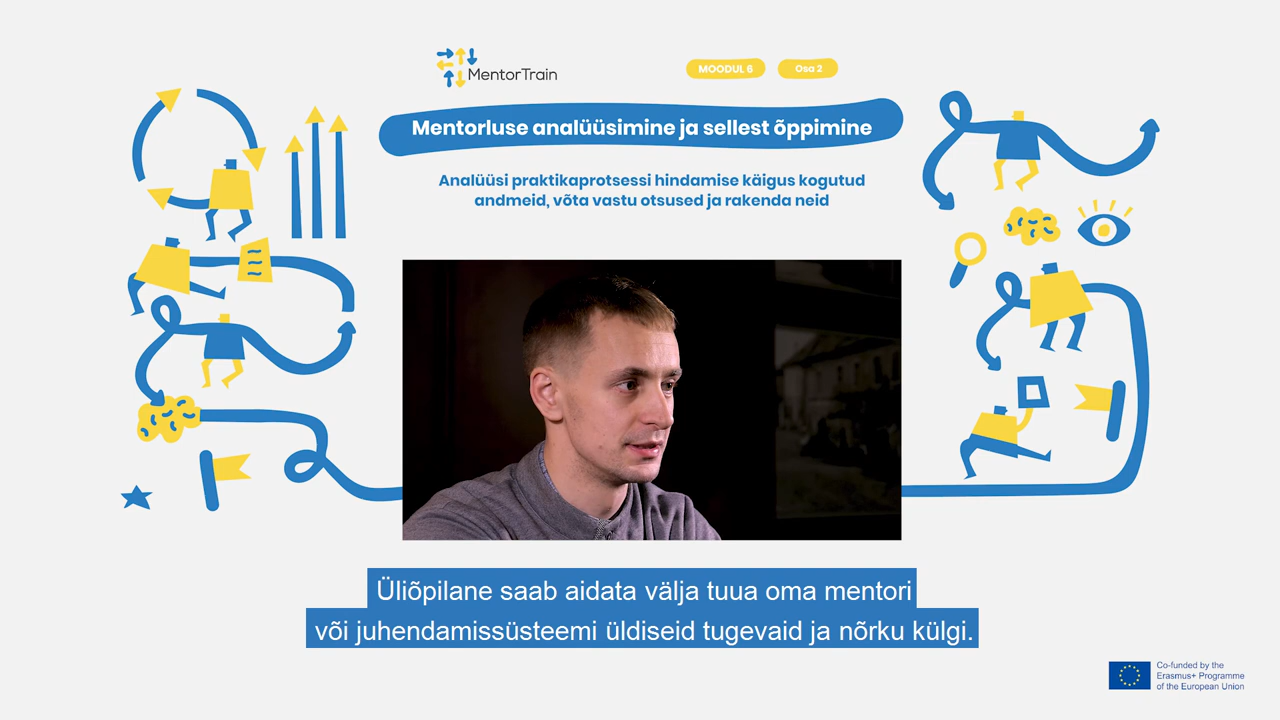 MentorTrain
MOODUL 6
Osa 2
Mentorluse analüüsimine ja sellest õppimine
Analüüsi praktikaprotsessi hindamise käigus kogutud
andmeid, võta vastu otsused ja rakenda neid
Üliõpilane saab aidata välja tuua oma mentori
või juhendamissüsteemi üldiseid tugevaid ja nõrku külgi.
Co-funded by the
Erasmus+ Programme
of the European Union